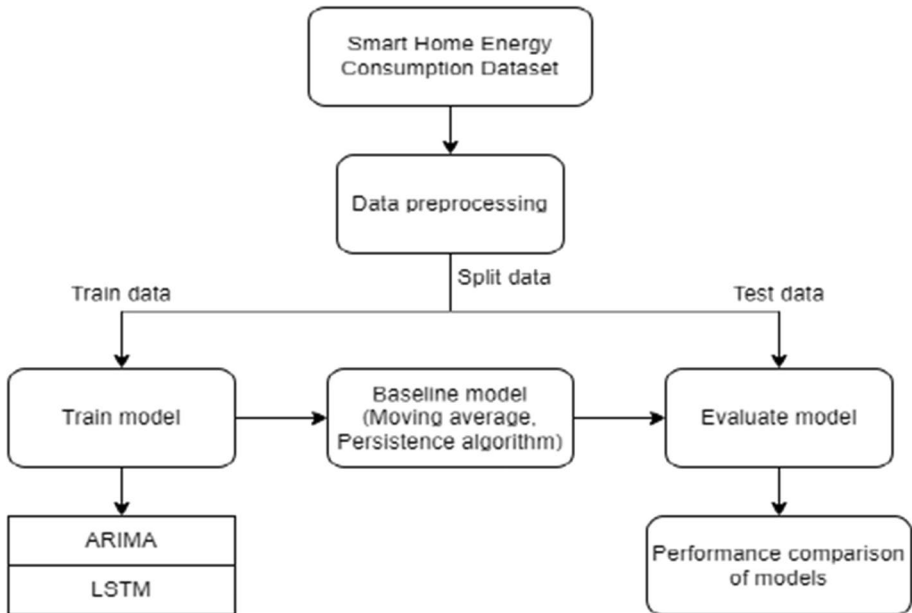 Smart Home Energy
Consumption Dataset
Data preprocessing
Split data
Train data
Test data
Train model
Baseline model
(Moving average,
Persistence algorithm)
Evaluate model
ARIMA
LSTM
Performance comparison
of models